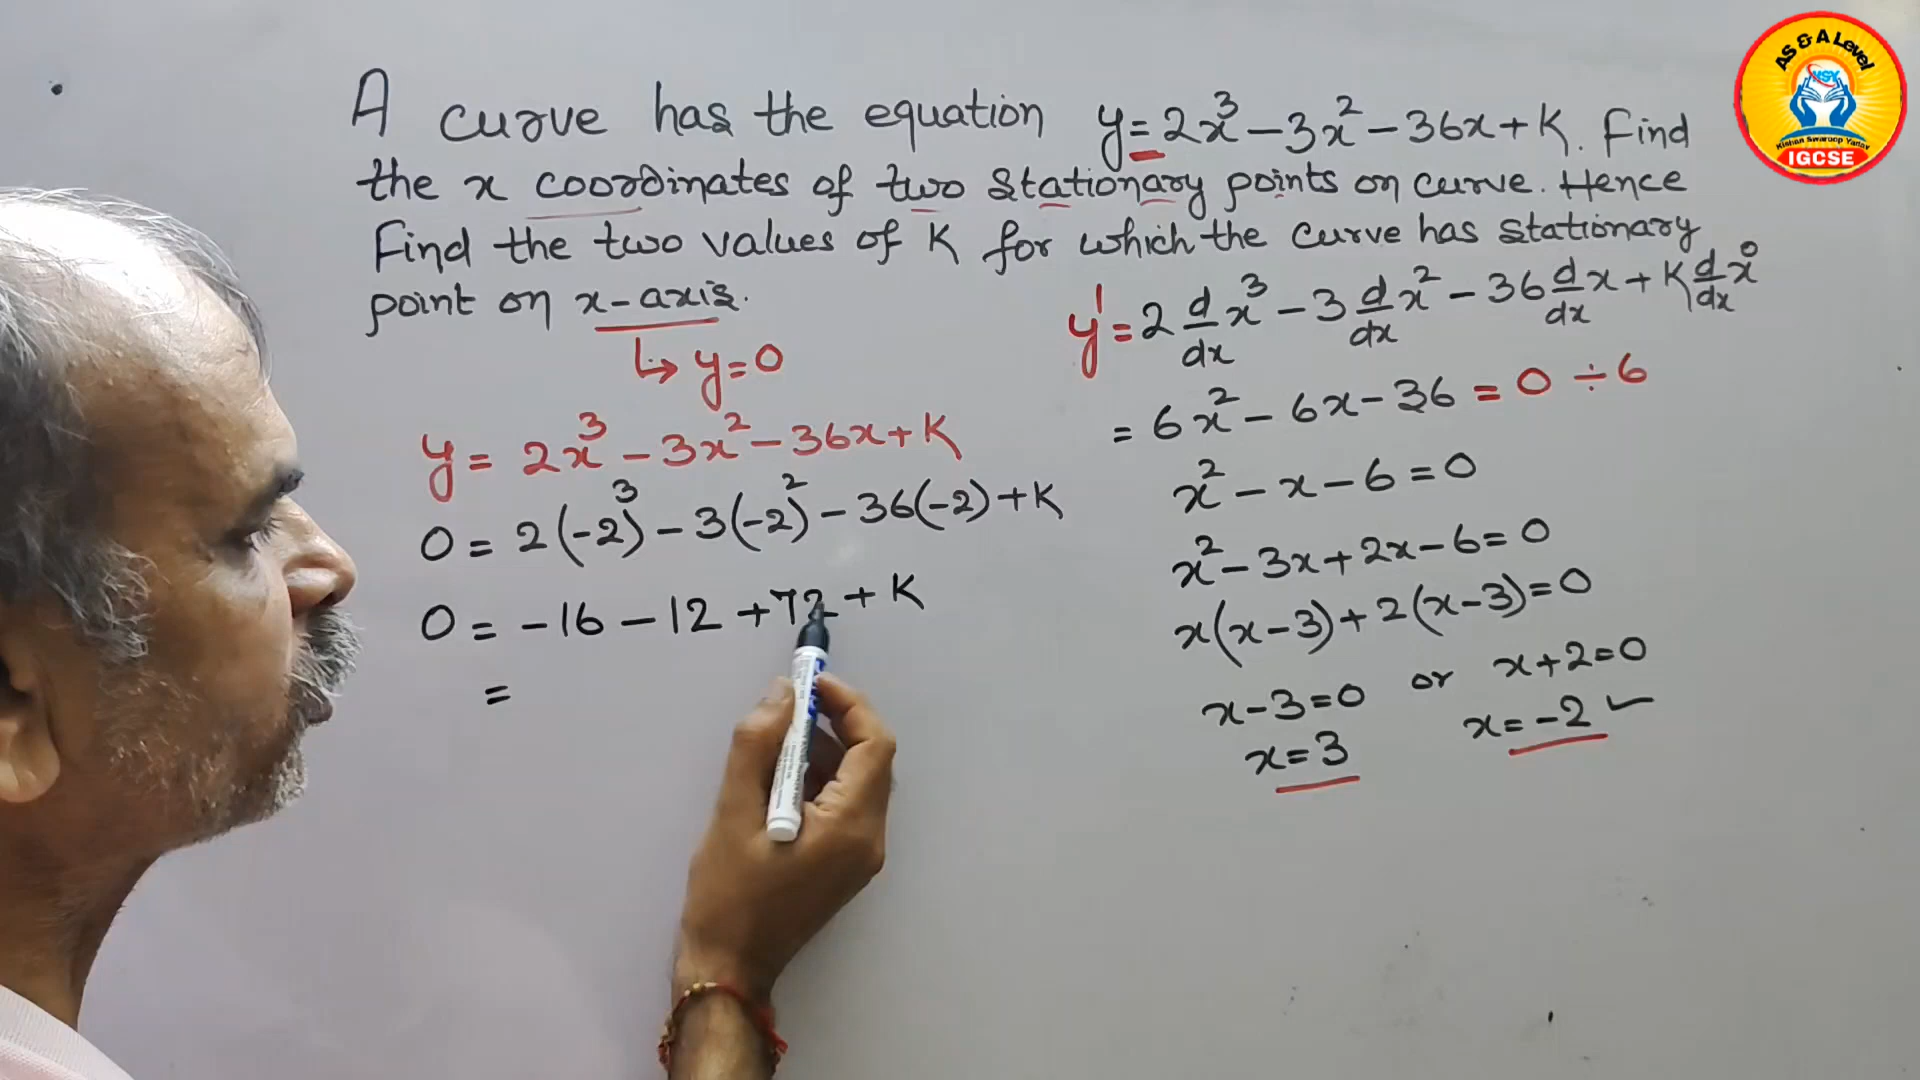 A curve has the equation y=2x³-3x²-36x+K. Find
the x coordinates of two stationary points on curve. Hence
Find the two values of K for which the curve has stationary
point on x-axis.
↳ y=0
y = 2x³-3x²-36x+K
0 = 2(-2)³-3(-2)²-36(-2)+K
0 = -16-12+72+K
=
y' = 2 d/dx x³ - 3 d/dx x² - 36 d/dx x + K d/dx x⁰
= 6x²-6x-36 = 0 ÷6
x²-x-6=0
x²-3x+2x-6=0
x(x-3)+2(x-3)=0
x-3=0 or x+2=0
x=3 x=-2 ✓
AS & A Level
KSY
Kishan Swaroop Yadav
IGCSE